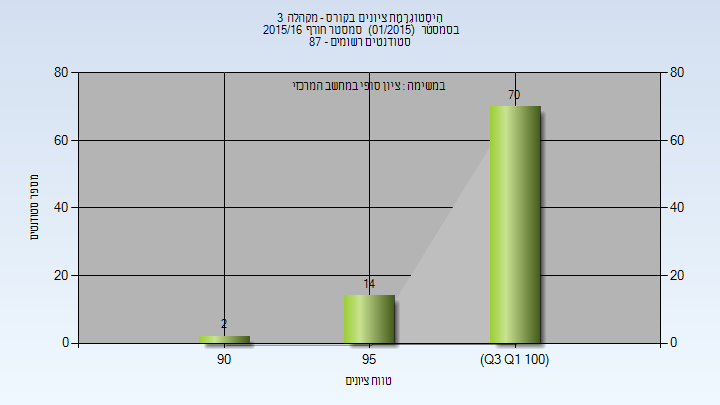 היסטוגרמת ציונים בקורס - מקהלה 3
בסמסטר (01/2015) סמסטר חורף 2015/16
סטודנטים רשומים - 87
במשימה : ציון סופי במחשב המרכזי
80 80
70
60 60
מספר סטודנטים
40 40
20 20
14
2
0 0
90 95 (Q3 Q1 100)
טווח ציונים